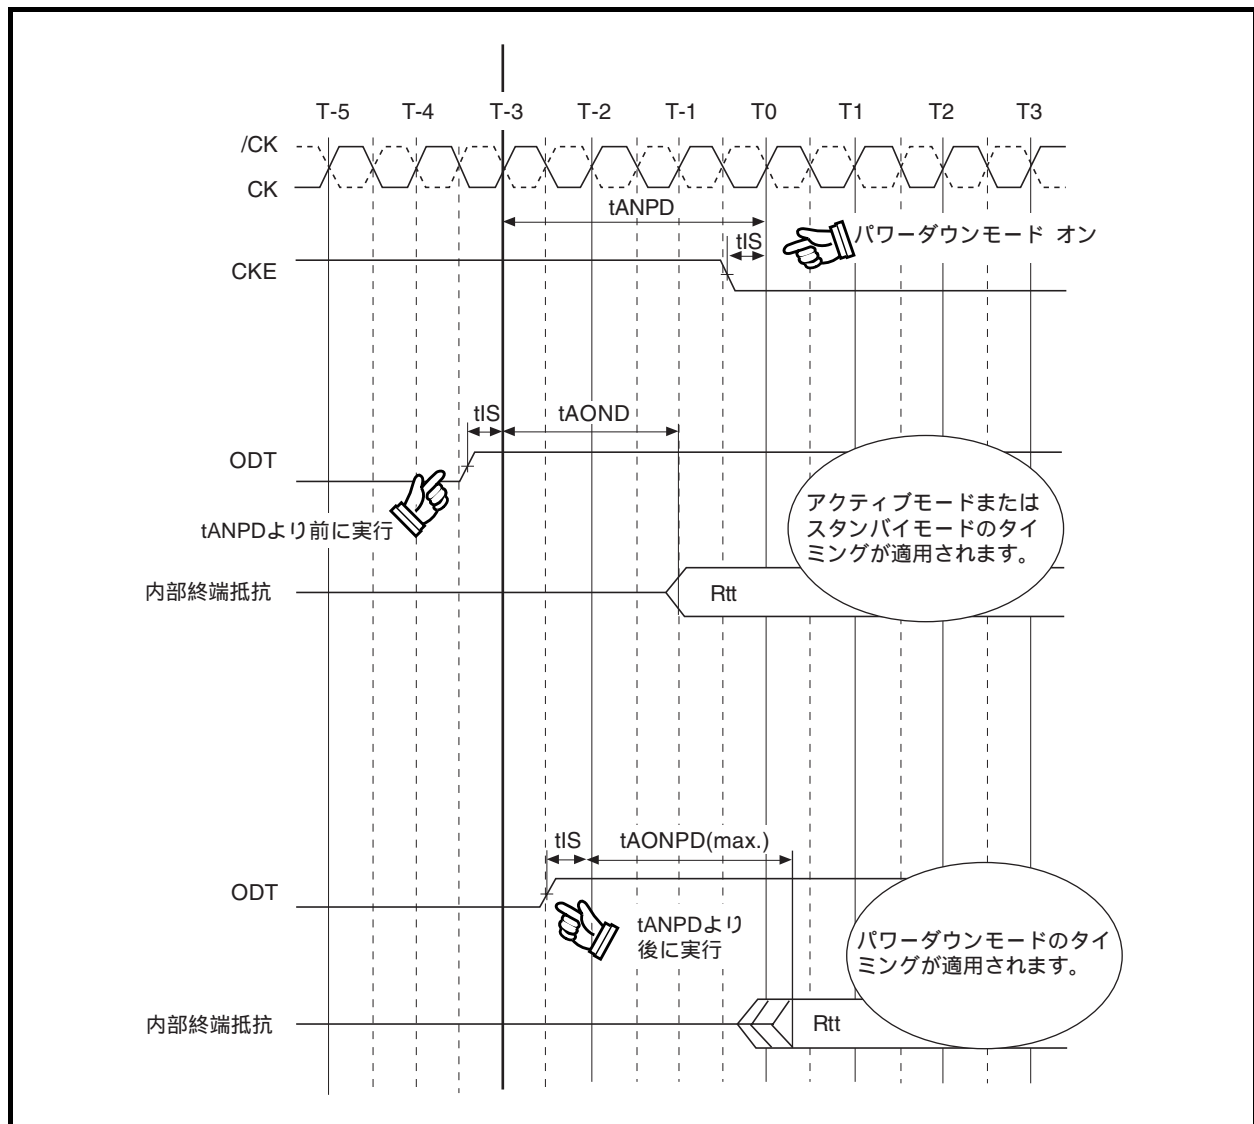 T-5 T-4 T-3 T-2 T-1 T0 T1 T2 T3
/CK
CK
tANPD
tIS
パワーダウンモード オン
CKE
tIS
tAOND
ODT
tANPDより前に実行
アクティブモードまたは
スタンバイモードのタイ
ミングが適用されます。
内部終端抵抗
Rtt
tIS
tAONPD(max.)
ODT
tANPDより
後に実行
パワーダウンモードのタイ
ミングが適用されます。
内部終端抵抗
Rtt